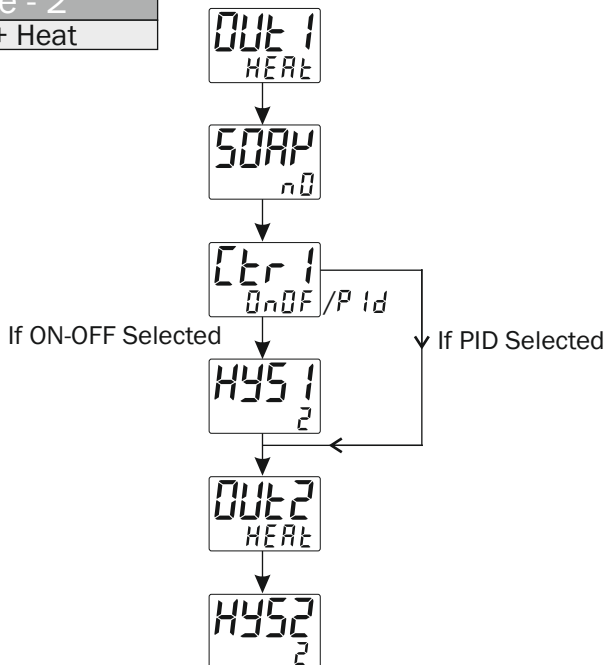 e - 2
+ Heat
OUt1
HEAt
SOAK
nO
Ctr1
OnOF/PId
If ON-OFF Selected
If PID Selected
HYS1
2
OUt2
HEAt
HYS2
2